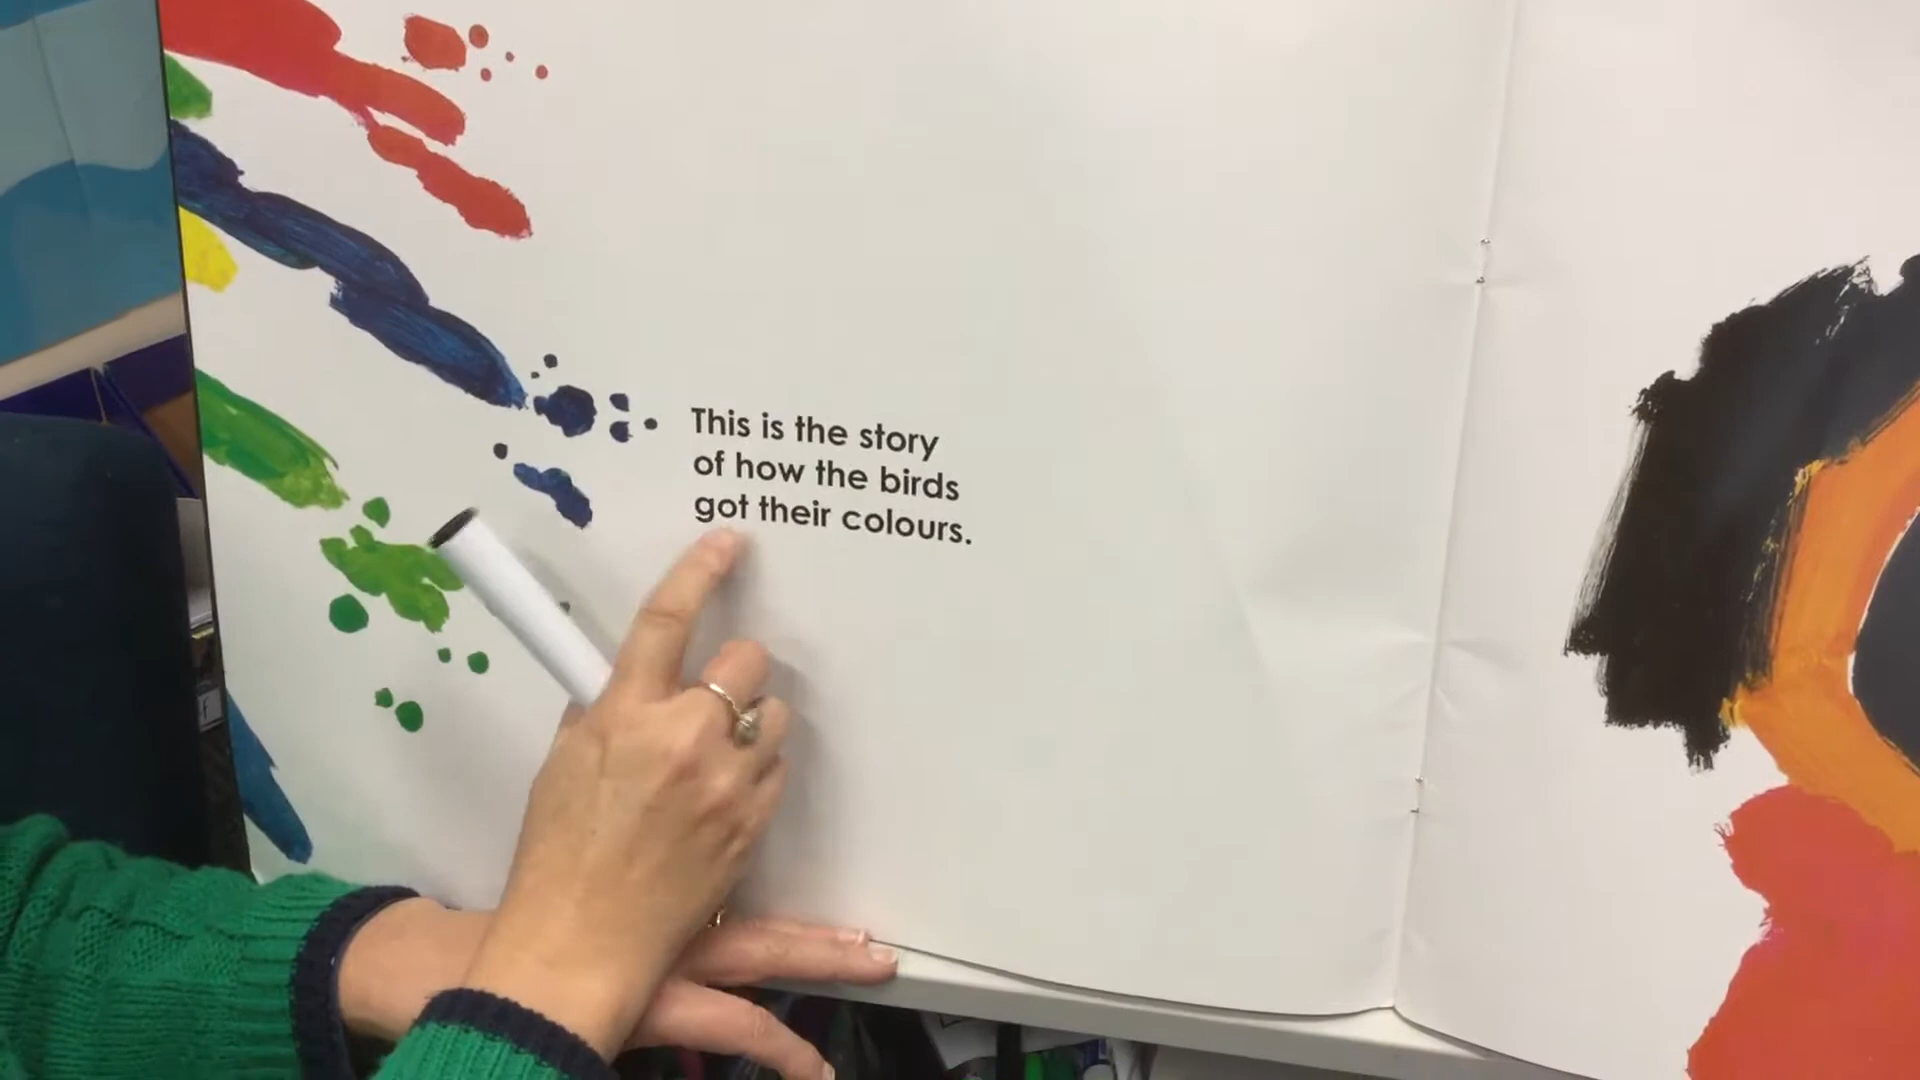 This is the story
of how the birds
got their colours.